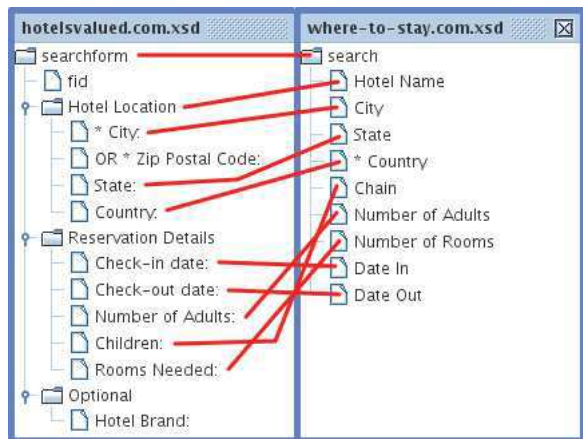 hotelsvalued.com.xsd
searchform
fid
Hotel Location
* City:
OR * Zip Postal Code:
State:
Country:
Reservation Details
Check-in date:
Check-out date:
Number of Adults:
Children:
Rooms Needed:
Optional
Hotel Brand:
where-to-stay.com.xsd
search
Hotel Name
City
State
* Country
Chain
Number of Adults
Number of Rooms
Date In
Date Out